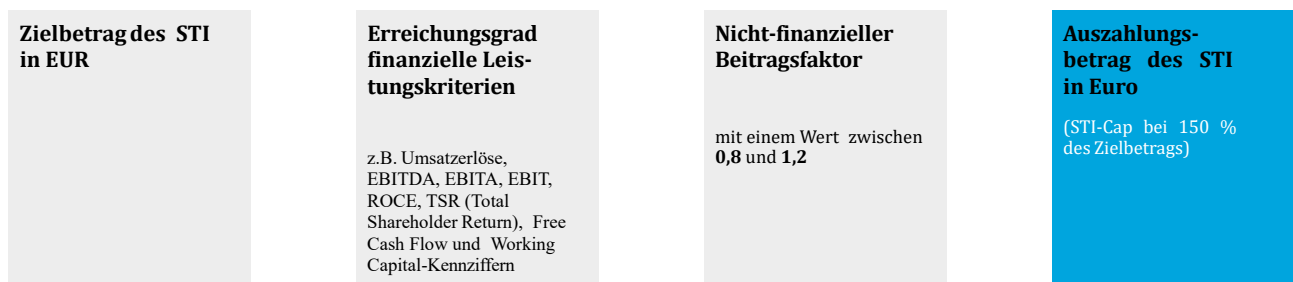 Zielbetrag des STI
in EUR
Erreichungsgrad
finanzielle Leis-
tungskriterien
z.B. Umsatzerlöse,
EBITDA, EBITA, EBIT,
ROCE, TSR (Total
Shareholder Return), Free
Cash Flow und Working
Capital-Kennziffern
Nicht-finanzieller
Beitragsfaktor
mit einem Wert zwischen
0,8 und 1,2
Auszahlungs-
betrag des STI
in Euro
(STI-Cap bei 150 %
des Zielbetrags)